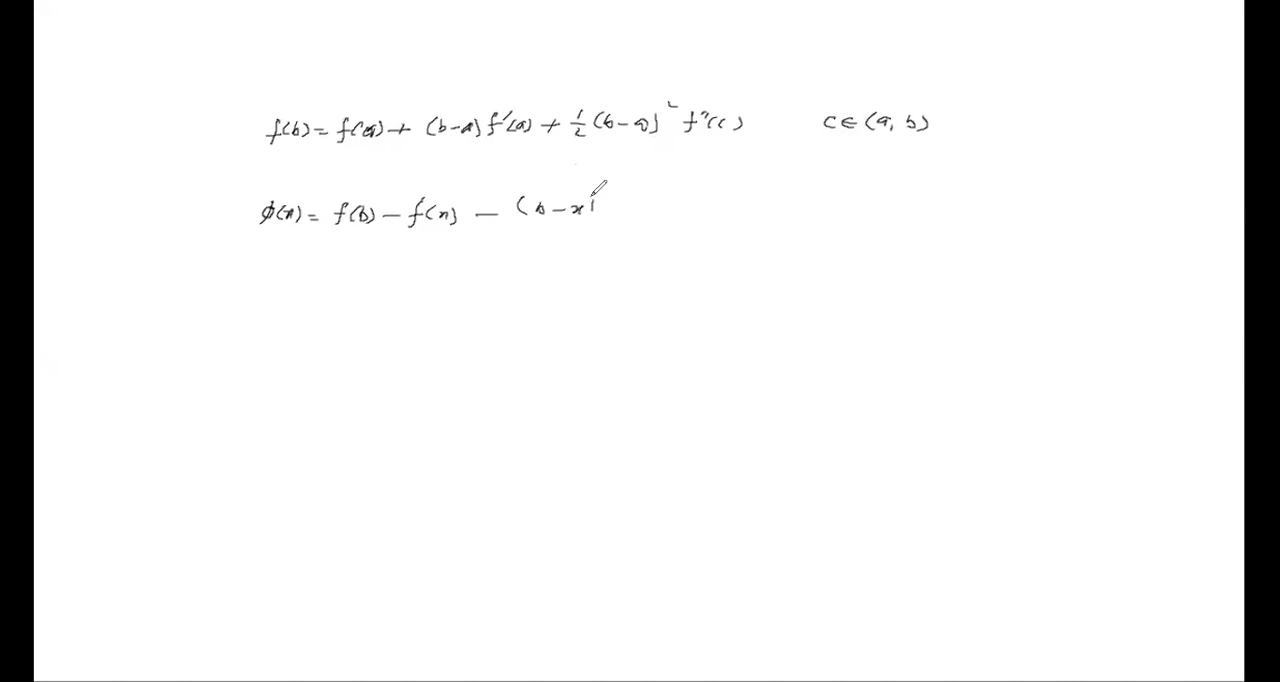 f(b) = f(a) + (b-a) f'(a) + 1/2 (b-a)² f''(c) c ∈ (a, b)
φ(x) = f(b) - f(x) - (b-x)